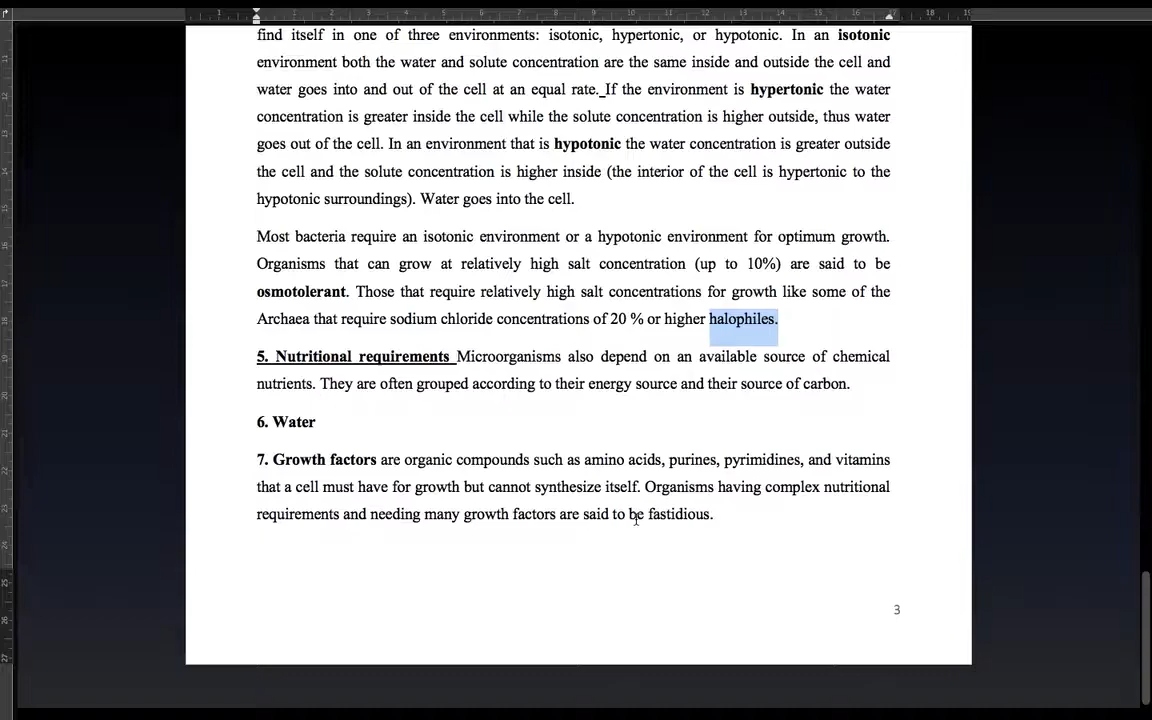 find itself in one of three environments: isotonic, hypertonic, or hypotonic. In an isotonic
environment both the water and solute concentration are the same inside and outside the cell and
water goes into and out of the cell at an equal rate. If the environment is hypertonic the water
concentration is greater inside the cell while the solute concentration is higher outside, thus water
goes out of the cell. In an environment that is hypotonic the water concentration is greater outside
the cell and the solute concentration is higher inside (the interior of the cell is hypertonic to the
hypotonic surroundings). Water goes into the cell.
Most bacteria require an isotonic environment or a hypotonic environment for optimum growth.
Organisms that can grow at relatively high salt concentration (up to 10%) are said to be
osmotolerant. Those that require relatively high salt concentrations for growth like some of the
Archaea that require sodium chloride concentrations of 20 % or higher halophiles.
5. Nutritional requirements Microorganisms also depend on an available source of chemical
nutrients. They are often grouped according to their energy source and their source of carbon.
6. Water
7. Growth factors are organic compounds such as amino acids, purines, pyrimidines, and vitamins
that a cell must have for growth but cannot synthesize itself. Organisms having complex nutritional
requirements and needing many growth factors are said to be fastidious.
3